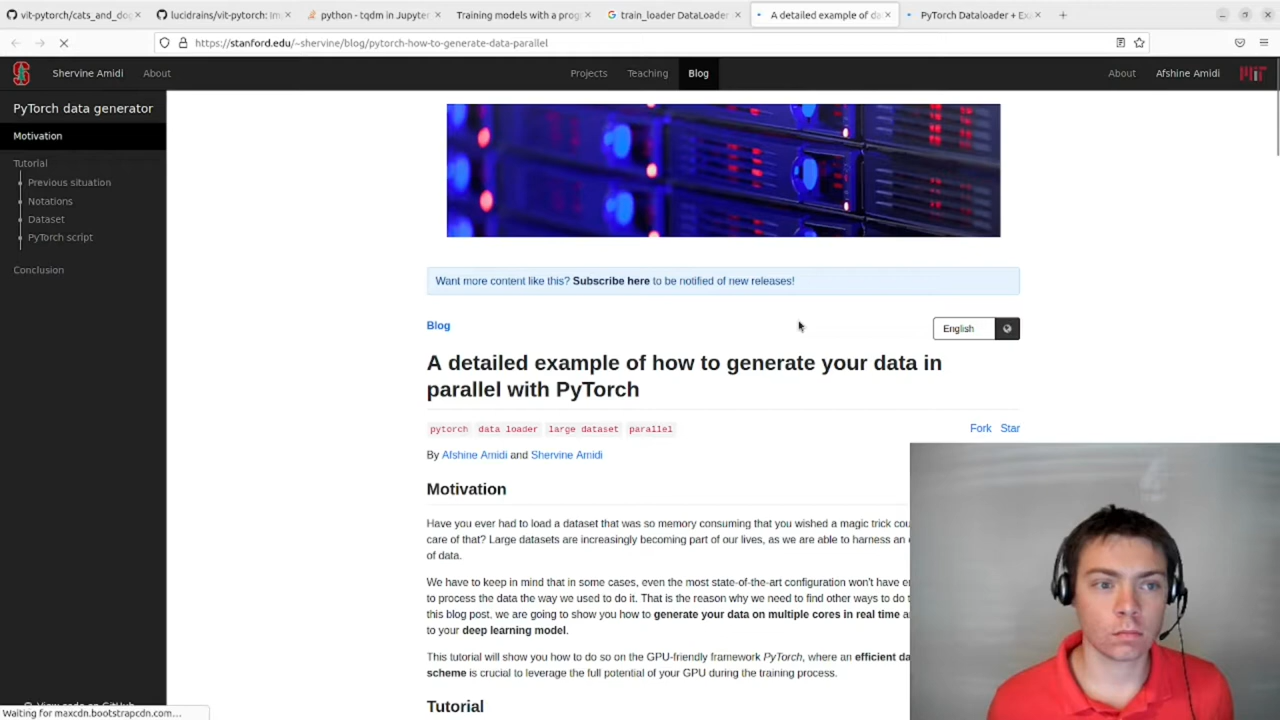 vit-pytorch/cats_and_do
lucidrains/vit-pytorch: Im
python - tqdm in Jupyter
Training models with a prog
train_loader DataLoader
A detailed example of
PyTorch Dataloader + Ex
https://stanford.edu/~shervine/blog/pytorch-how-to-generate-data-parallel
Shervine Amidi About Projects Teaching Blog About Afshine Amidi
PyTorch data generator
Motivation
Tutorial
Previous situation
Notations
Dataset
PyTorch script
Conclusion
Want more content like this? Subscribe here to be notified of new releases!
Blog
English
A detailed example of how to generate your data in
parallel with PyTorch
pytorch data loader large dataset parallel
Fork Star
By Afshine Amidi and Shervine Amidi
Motivation
Have you ever had to load a dataset that was so memory consuming that you wished a magic trick cou
care of that? Large datasets are increasingly becoming part of our lives, as we are able to harness an
of data.
We have to keep in mind that in some cases, even the most state-of-the-art configuration won't have e
to process the data the way we used to do it. That is the reason why we need to find other ways to do
this blog post, we are going to show you how to generate your data on multiple cores in real time a
to your deep learning model.
This tutorial will show you how to do so on the GPU-friendly framework PyTorch, where an efficient da
scheme is crucial to leverage the full potential of your GPU during the training process.
Tutorial
View code on GitHub
Waiting for maxcdn.bootstrapcdn.com...